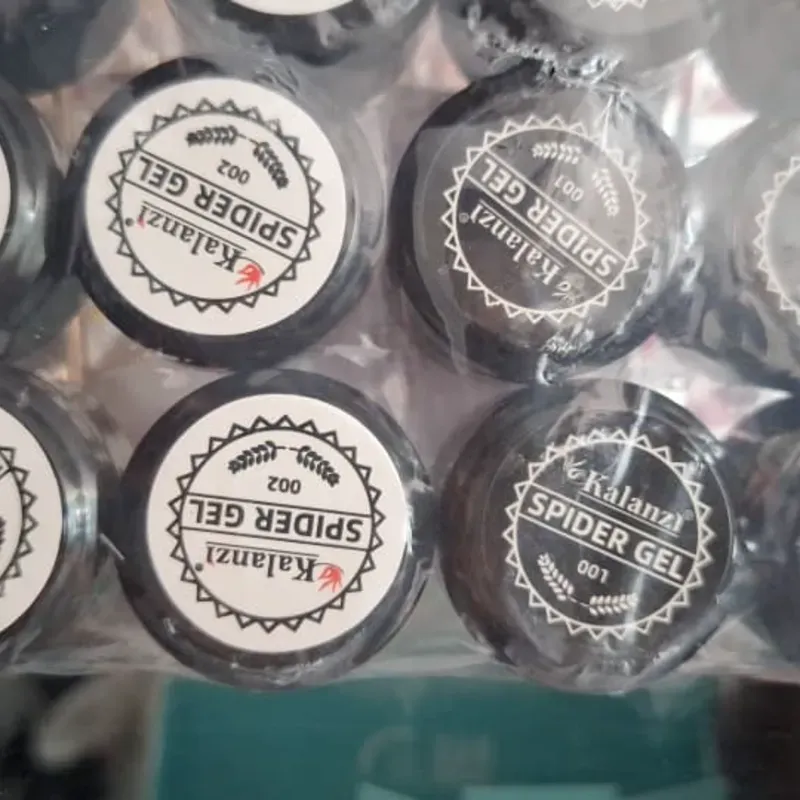 Kalanzi®
SPIDER GEL
002
Kalanzi®
SPIDER GEL
001
Kalanzi®
SPIDER GEL
002
Kalanzi®
SPIDER GEL
001